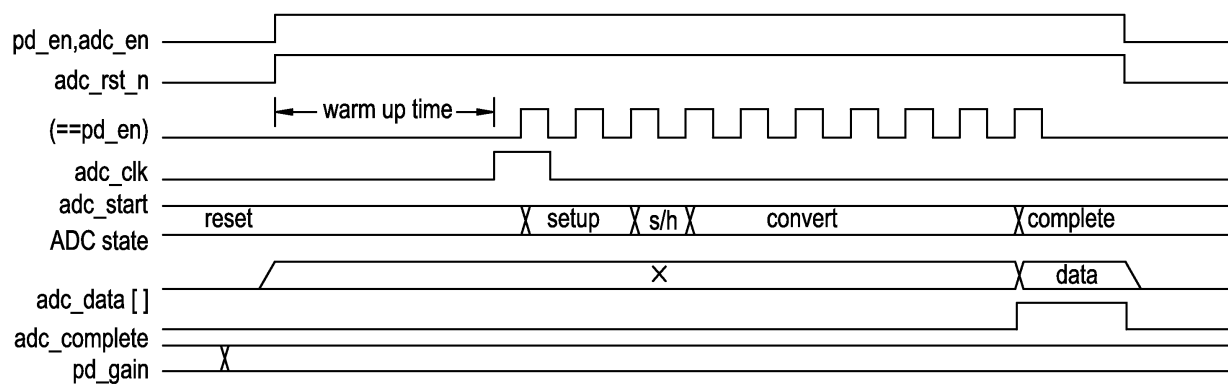 pd_en,adc_en
adc_rst_n
warm up time
(==pd_en)
adc_clk
adc_start
reset setup s/h convert complete
ADC state
X data
adc_data [ ]
adc_complete
pd_gain